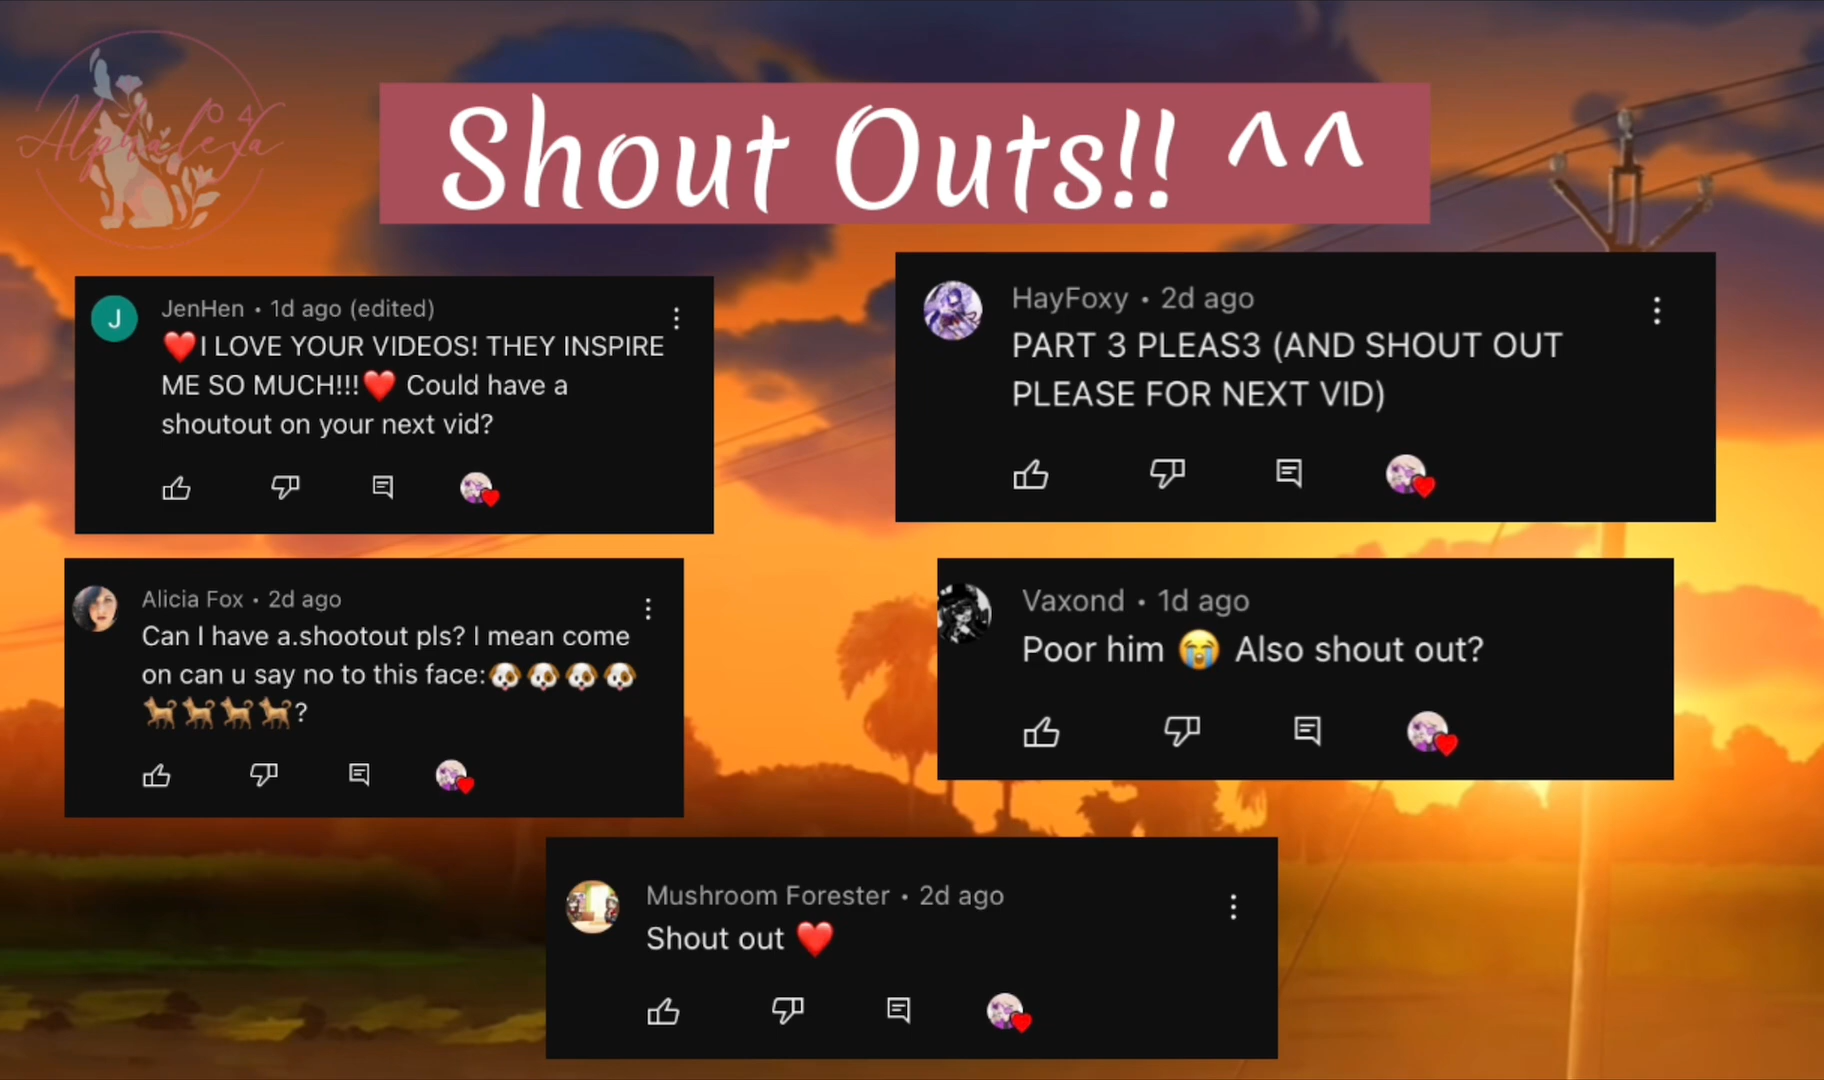 Alphalexa
04
Shout Outs!! ^^
J
JenHen • 1d ago (edited)
❤️I LOVE YOUR VIDEOS! THEY INSPIRE
ME SO MUCH!!!❤️ Could have a
shoutout on your next vid?
HayFoxy • 2d ago
PART 3 PLEAS3 (AND SHOUT OUT
PLEASE FOR NEXT VID)
Alicia Fox • 2d ago
Can I have a.shootout pls? I mean come
on can u say no to this face:🐶🐶🐶🐶
🐕🐕🐕🐕?
Vaxond • 1d ago
Poor him 😭 Also shout out?
Mushroom Forester • 2d ago
Shout out ❤️